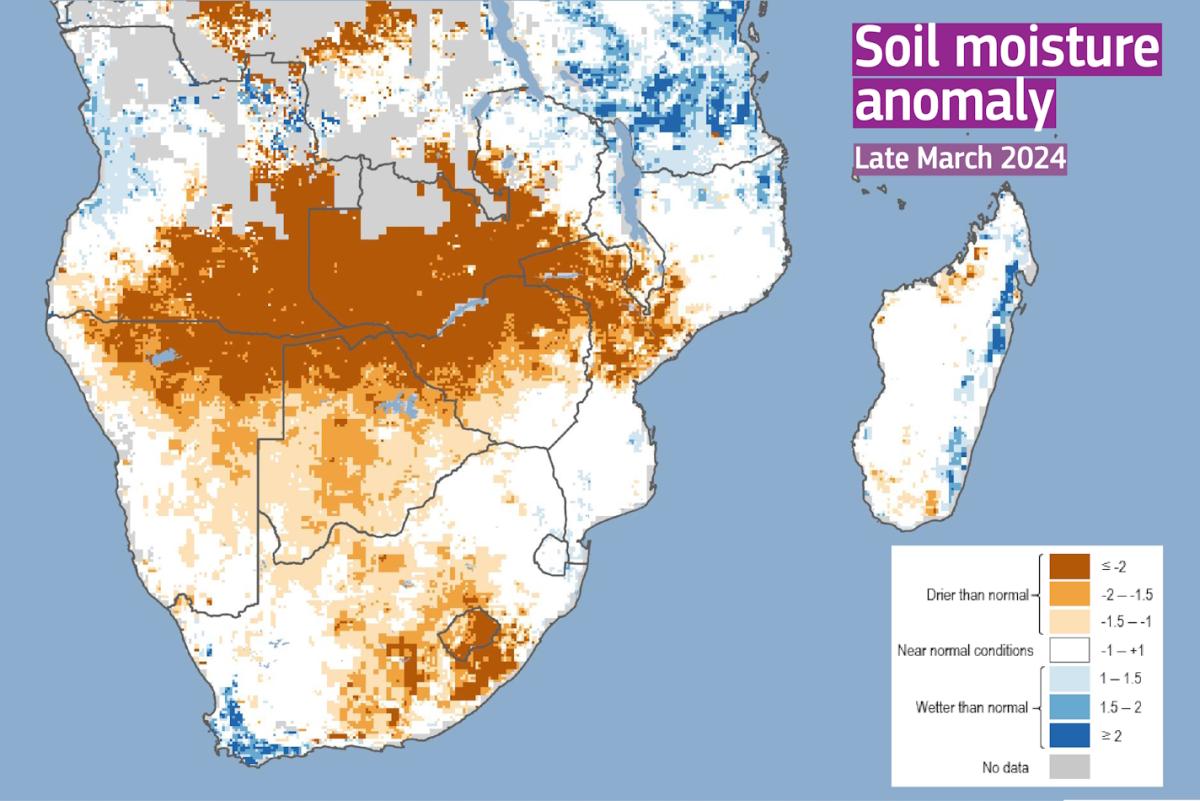 Soil moisture
anomaly
Late March 2024
Drier than normal
≤ -2
-2 – -1.5
-1.5 – -1
Near normal conditions
-1 – +1
Wetter than normal
1 – 1.5
1.5 – 2
≥ 2
No data